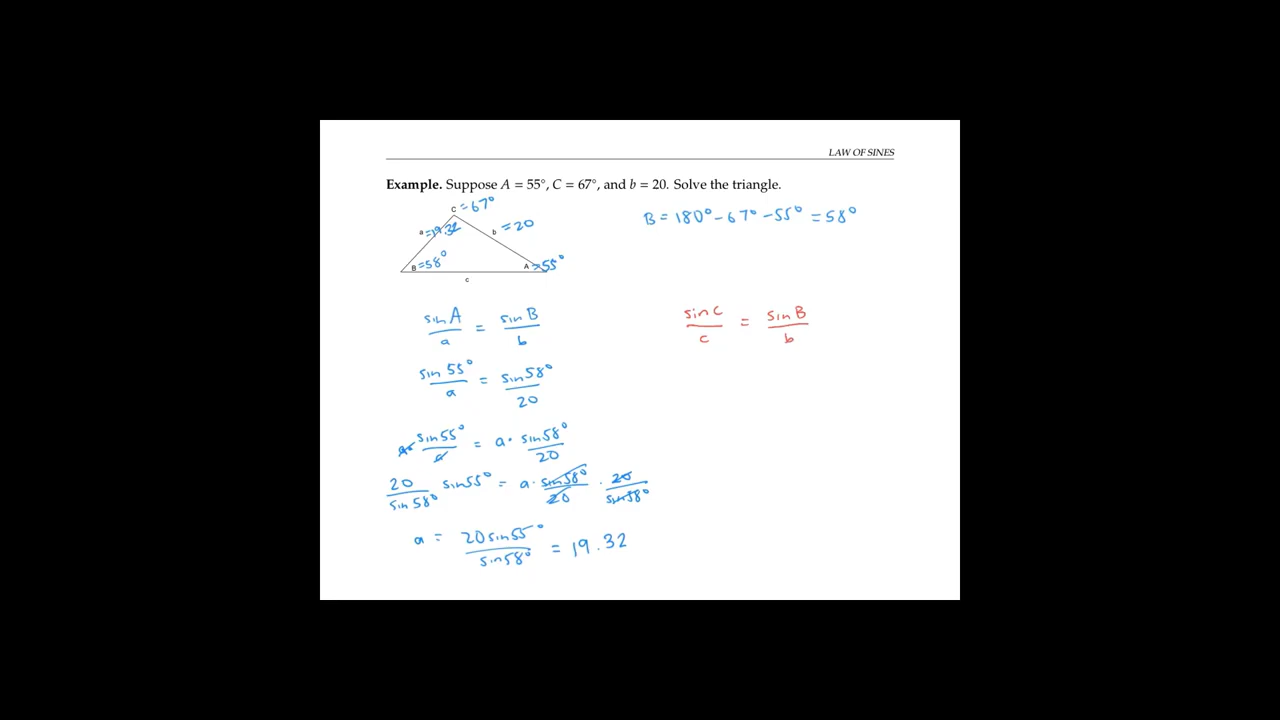 LAW OF SINES
Example. Suppose A = 55°, C = 67°, and b = 20. Solve the triangle.
C = 67°
B = 180° - 67° - 55° = 58°
a = 19.32
b = 20
B = 58°
A = 55°
c
sin A / a = sin B / b
sin C / c = sin B / b
sin 55° / a = sin 58° / 20
a · sin 55° / a = a · sin 58° / 20
20 / sin 58° sin 55° = a · sin 58° / 20 · 20 / sin 58°
a = 20 sin 55° / sin 58° = 19.32